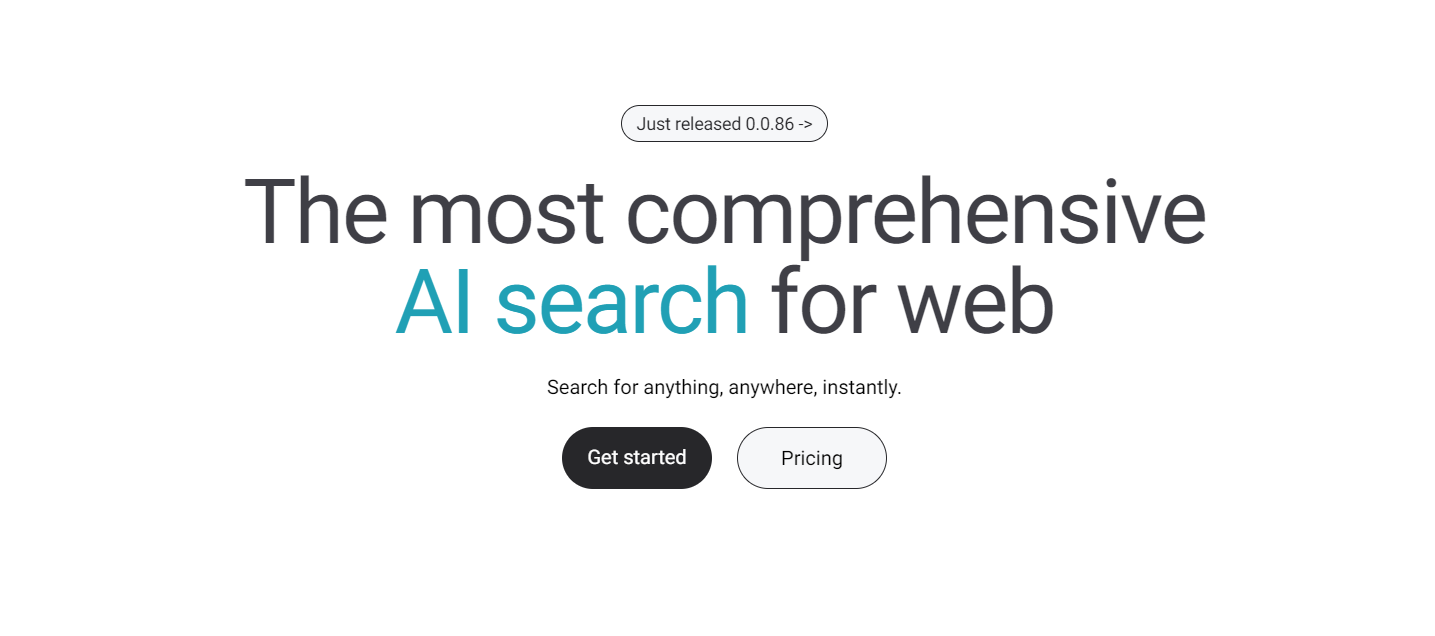 Just released 0.0.86 ->
The most comprehensive
AI search for web
Search for anything, anywhere, instantly.
Get started
Pricing